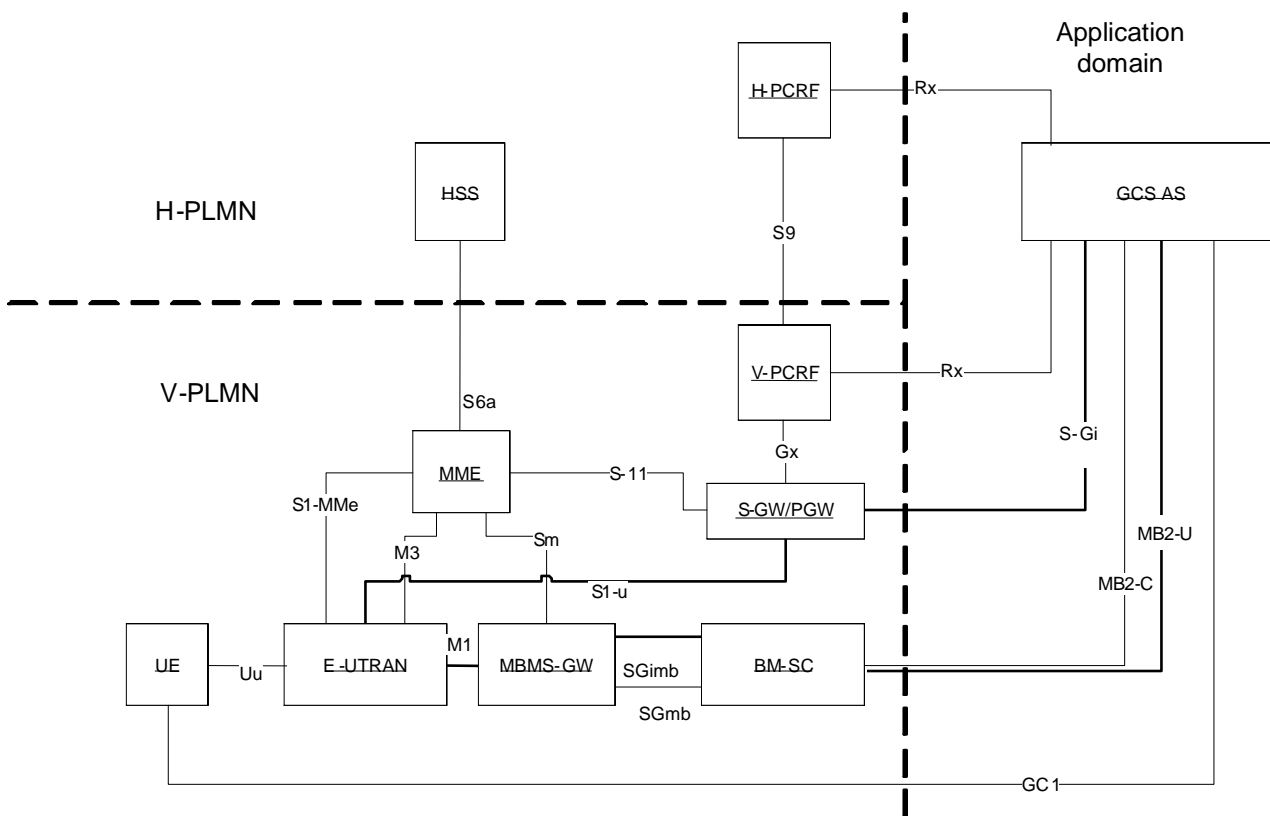 Application
domain
H-PCRF
Rx
HSS
GCS AS
H-PLMN
S9
V-PCRF
Rx
V-PLMN
S6a
S-Gi
Gx
MME
S-11
S1-MMe
S-GW/PGW
MB2-U
M3
Sm
S1-u
MB2-C
M1
UE
E-UTRAN
MBMS-GW
BM-SC
Uu
SGimb
SGmb
GC1